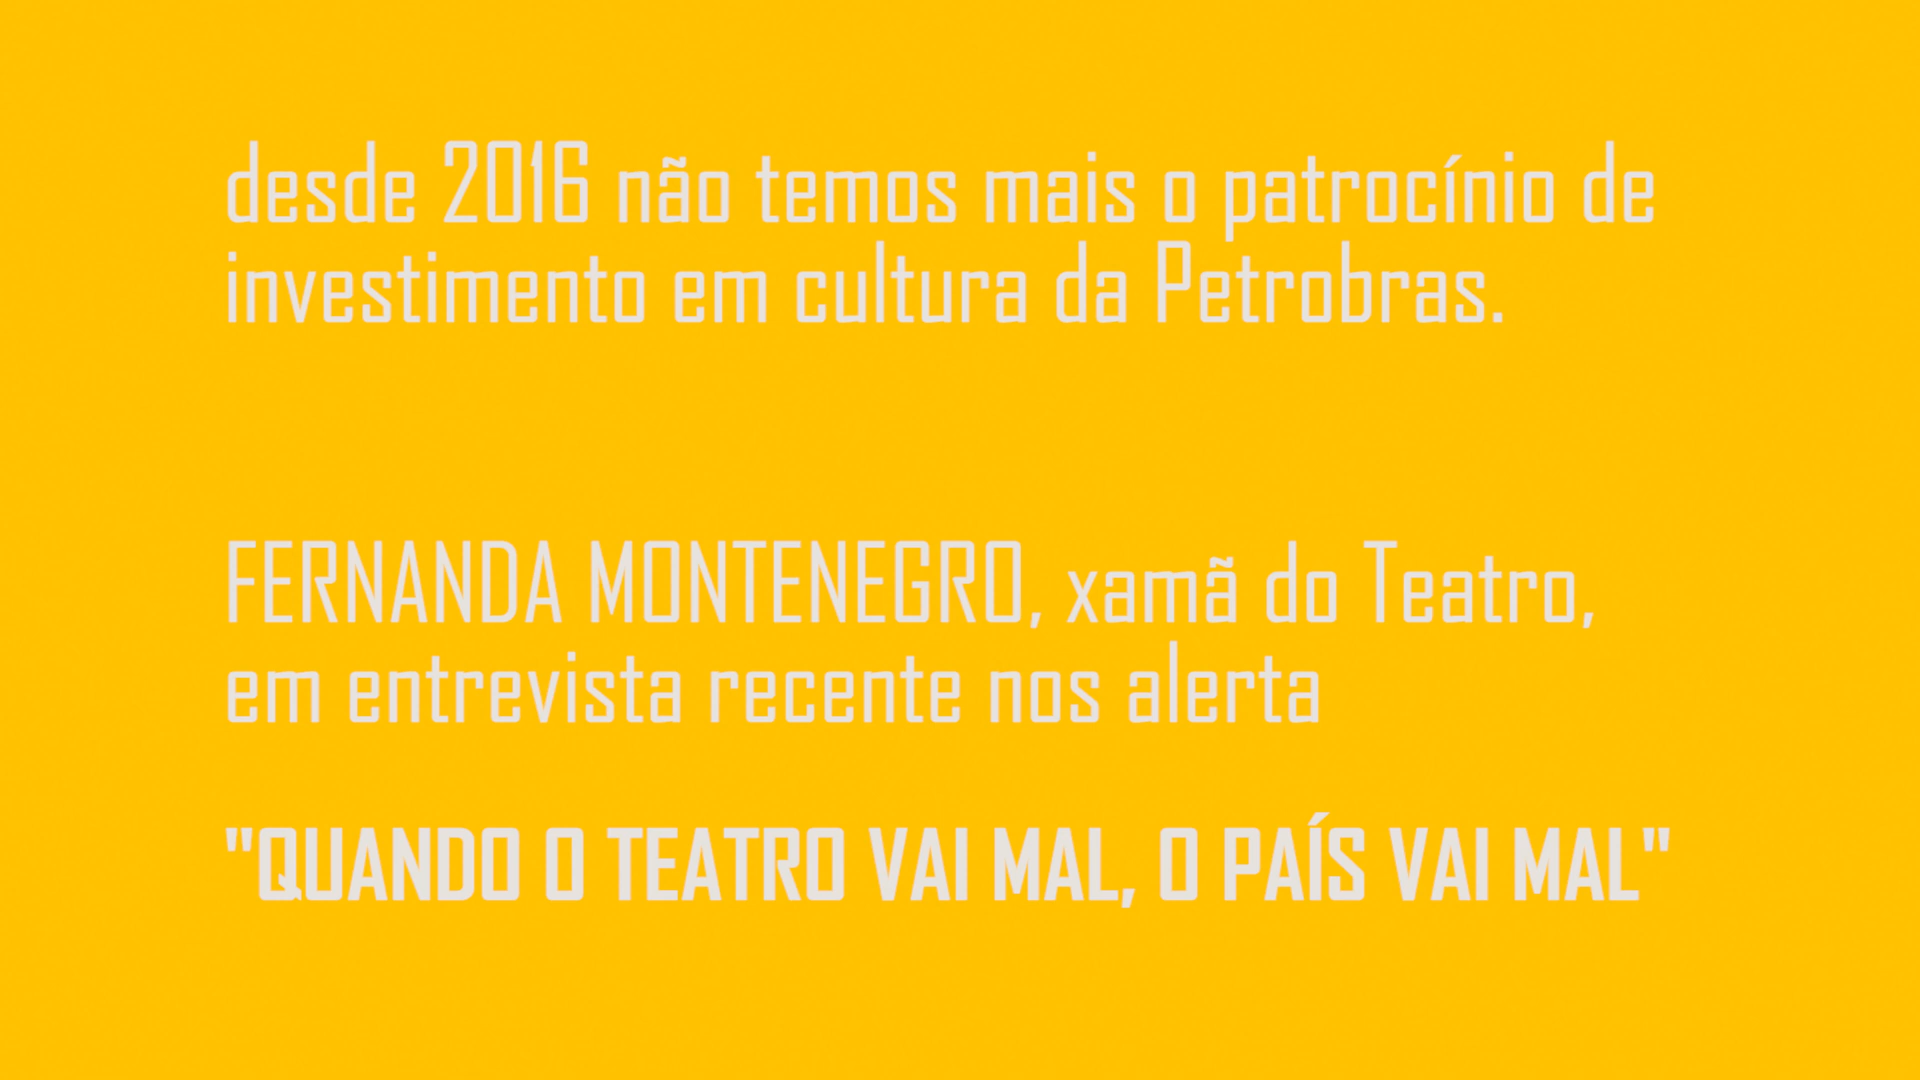 desde 2016 não temos mais o patrocínio de
investimento em cultura da Petrobras.
FERNANDA MONTENEGRO, xamã do Teatro,
em entrevista recente nos alerta
"QUANDO O TEATRO VAI MAL, O PAÍS VAI MAL"